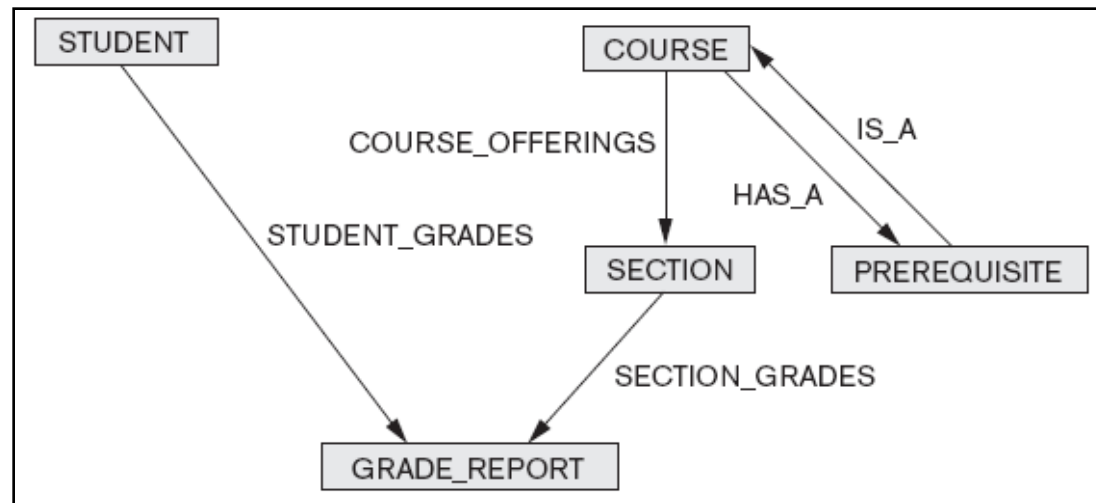 STUDENT
COURSE
COURSE_OFFERINGS
IS_A
HAS_A
STUDENT_GRADES
SECTION
PREREQUISITE
SECTION_GRADES
GRADE_REPORT